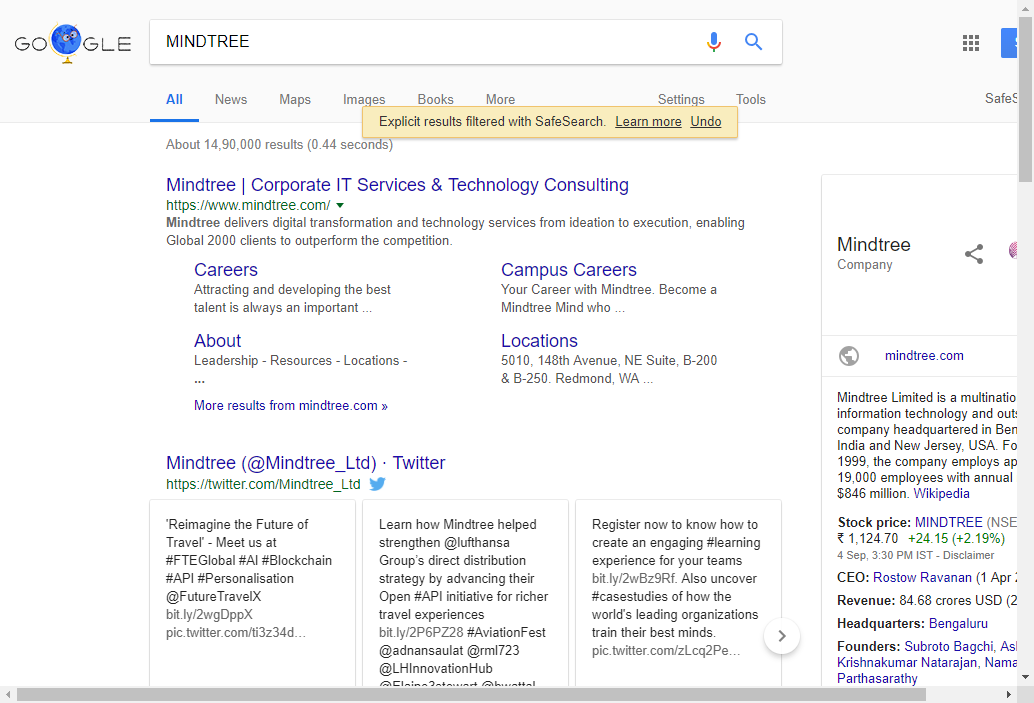 GOOGLE
MINDTREE
All News Maps Images Books More Settings Tools SafeS
Explicit results filtered with SafeSearch. Learn more Undo
About 14,90,000 results (0.44 seconds)
Mindtree | Corporate IT Services & Technology Consulting
https://www.mindtree.com/
Mindtree delivers digital transformation and technology services from ideation to execution, enabling
Global 2000 clients to outperform the competition.
Careers
Attracting and developing the best
talent is always an important ...
Campus Careers
Your Career with Mindtree. Become a
Mindtree Mind who ...
About
Leadership - Resources - Locations -
...
Locations
5010, 148th Avenue, NE Suite, B-200
& B-250. Redmond, WA ...
More results from mindtree.com »
Mindtree (@Mindtree_Ltd) · Twitter
https://twitter.com/Mindtree_Ltd
'Reimagine the Future of
Travel' - Meet us at
#FTEGlobal #AI #Blockchain
#API #Personalisation
@FutureTravelX
bit.ly/2wgDppX
pic.twitter.com/ti3z34d…
Learn how Mindtree helped
strengthen @lufthansa
Group's direct distribution
strategy by advancing their
Open #API initiative for richer
travel experiences
bit.ly/2P6PZ28 #AviationFest
@adnansaulat @rml723
@LHInnovationHub
Register now to know how to
create an engaging #learning
experience for your teams
bit.ly/2wBz9Rf. Also uncover
#casestudies of how the
world's leading organizations
train their best minds.
pic.twitter.com/zLcq2Pe…
Mindtree
Company
mindtree.com
Mindtree Limited is a multinatio
information technology and outs
company headquartered in Ben
India and New Jersey, USA. Fo
1999, the company employs ap
19,000 employees with annual
$846 million. Wikipedia
Stock price: MINDTREE (NSE
₹ 1,124.70 +24.15 (+2.19%)
4 Sep, 3:30 PM IST - Disclaimer
CEO: Rostow Ravanan (1 Apr 2
Revenue: 84.68 crores USD (2
Headquarters: Bengaluru
Founders: Subroto Bagchi, Ash
Krishnakumar Natarajan, Nama
Parthasarathy